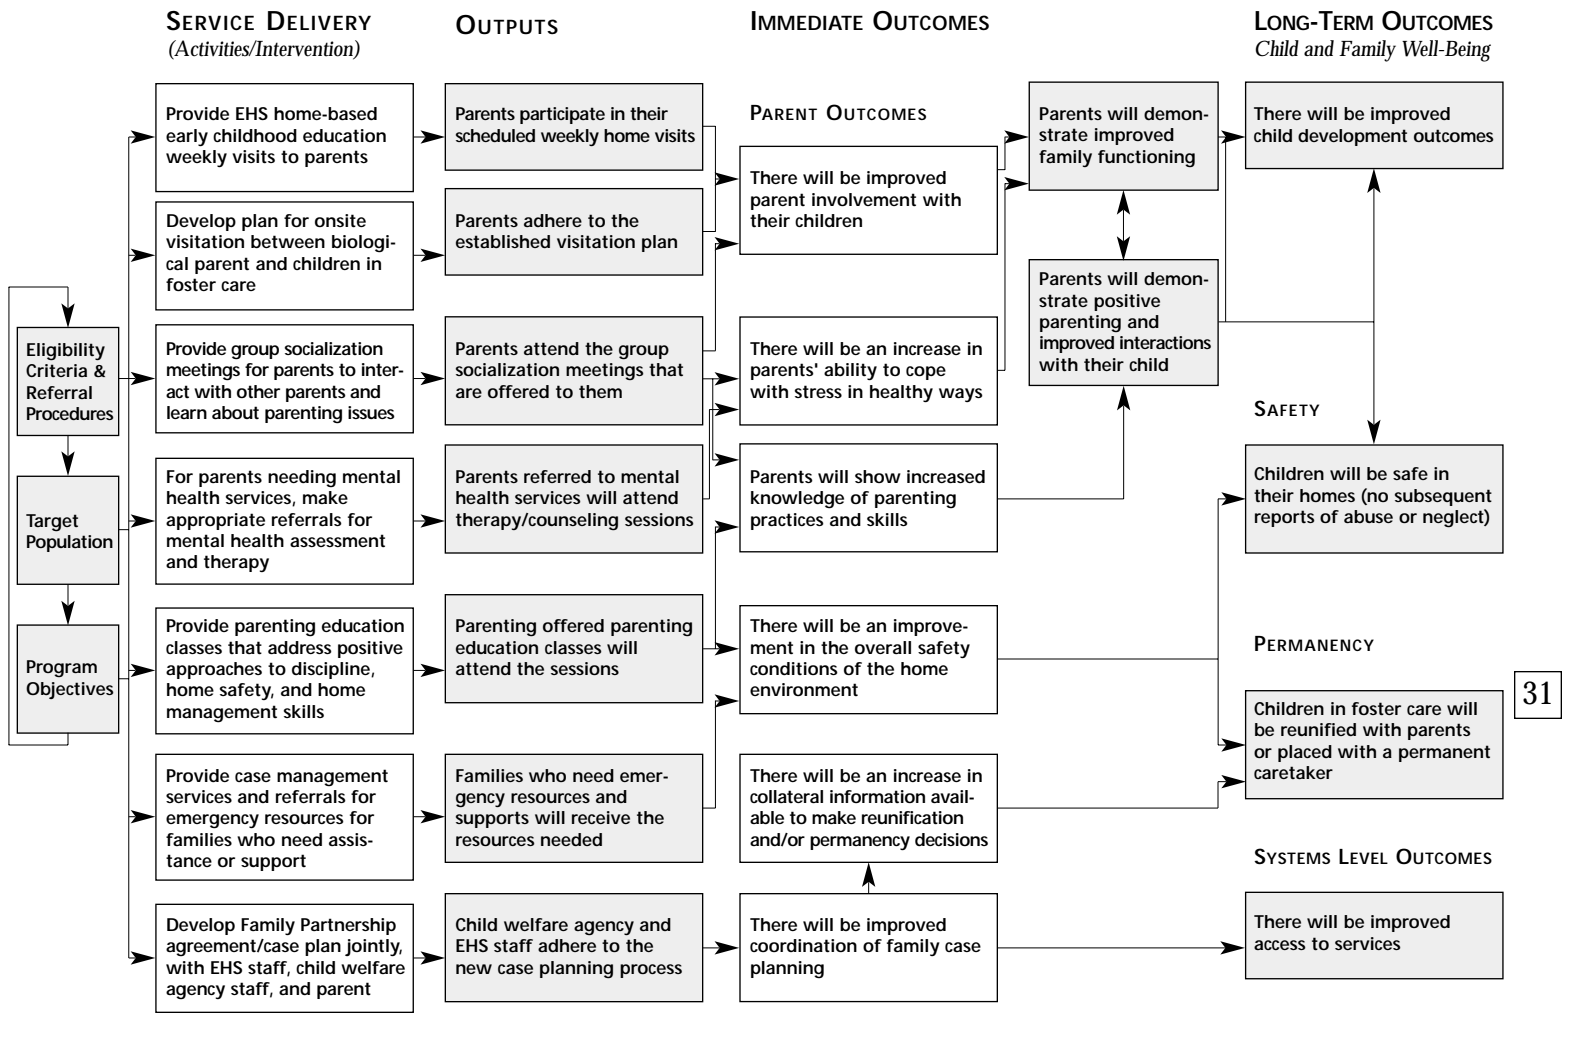 SERVICE DELIVERY
(Activities/Intervention)
OUTPUTS
IMMEDIATE OUTCOMES
LONG-TERM OUTCOMES
Child and Family Well-Being
Eligibility
Criteria &
Referral
Procedures
Target
Population
Program
Objectives
Provide EHS home-based
early childhood education
weekly visits to parents
Develop plan for onsite
visitation between biologi-
cal parent and children in
foster care
Provide group socialization
meetings for parents to inter-
act with other parents and
learn about parenting issues
For parents needing mental
health services, make
appropriate referrals for
mental health assessment
and therapy
Provide parenting education
classes that address positive
approaches to discipline,
home safety, and home
management skills
Provide case management
services and referrals for
emergency resources for
families who need assis-
tance or support
Develop Family Partnership
agreement/case plan jointly,
with EHS staff, child welfare
agency staff, and parent
Parents participate in their
scheduled weekly home visits
Parents adhere to the
established visitation plan
Parents attend the group
socialization meetings that
are offered to them
Parents referred to mental
health services will attend
therapy/counseling sessions
Parenting offered parenting
education classes will
attend the sessions
Families who need emer-
gency resources and
supports will receive the
resources needed
Child welfare agency and
EHS staff adhere to the
new case planning process
PARENT OUTCOMES
There will be improved
parent involvement with
their children
There will be an increase in
parents' ability to cope
with stress in healthy ways
Parents will show increased
knowledge of parenting
practices and skills
There will be an improve-
ment in the overall safety
conditions of the home
environment
There will be an increase in
collateral information avail-
able to make reunification
and/or permanency decisions
There will be improved
coordination of family case
planning
Parents will demon-
strate improved
family functioning
Parents will demon-
strate positive
parenting and
improved interactions
with their child
There will be improved
child development outcomes
SAFETY
Children will be safe in
their homes (no subsequent
reports of abuse or neglect)
PERMANENCY
Children in foster care will
be reunified with parents
or placed with a permanent
caretaker
SYSTEMS LEVEL OUTCOMES
There will be improved
access to services
31